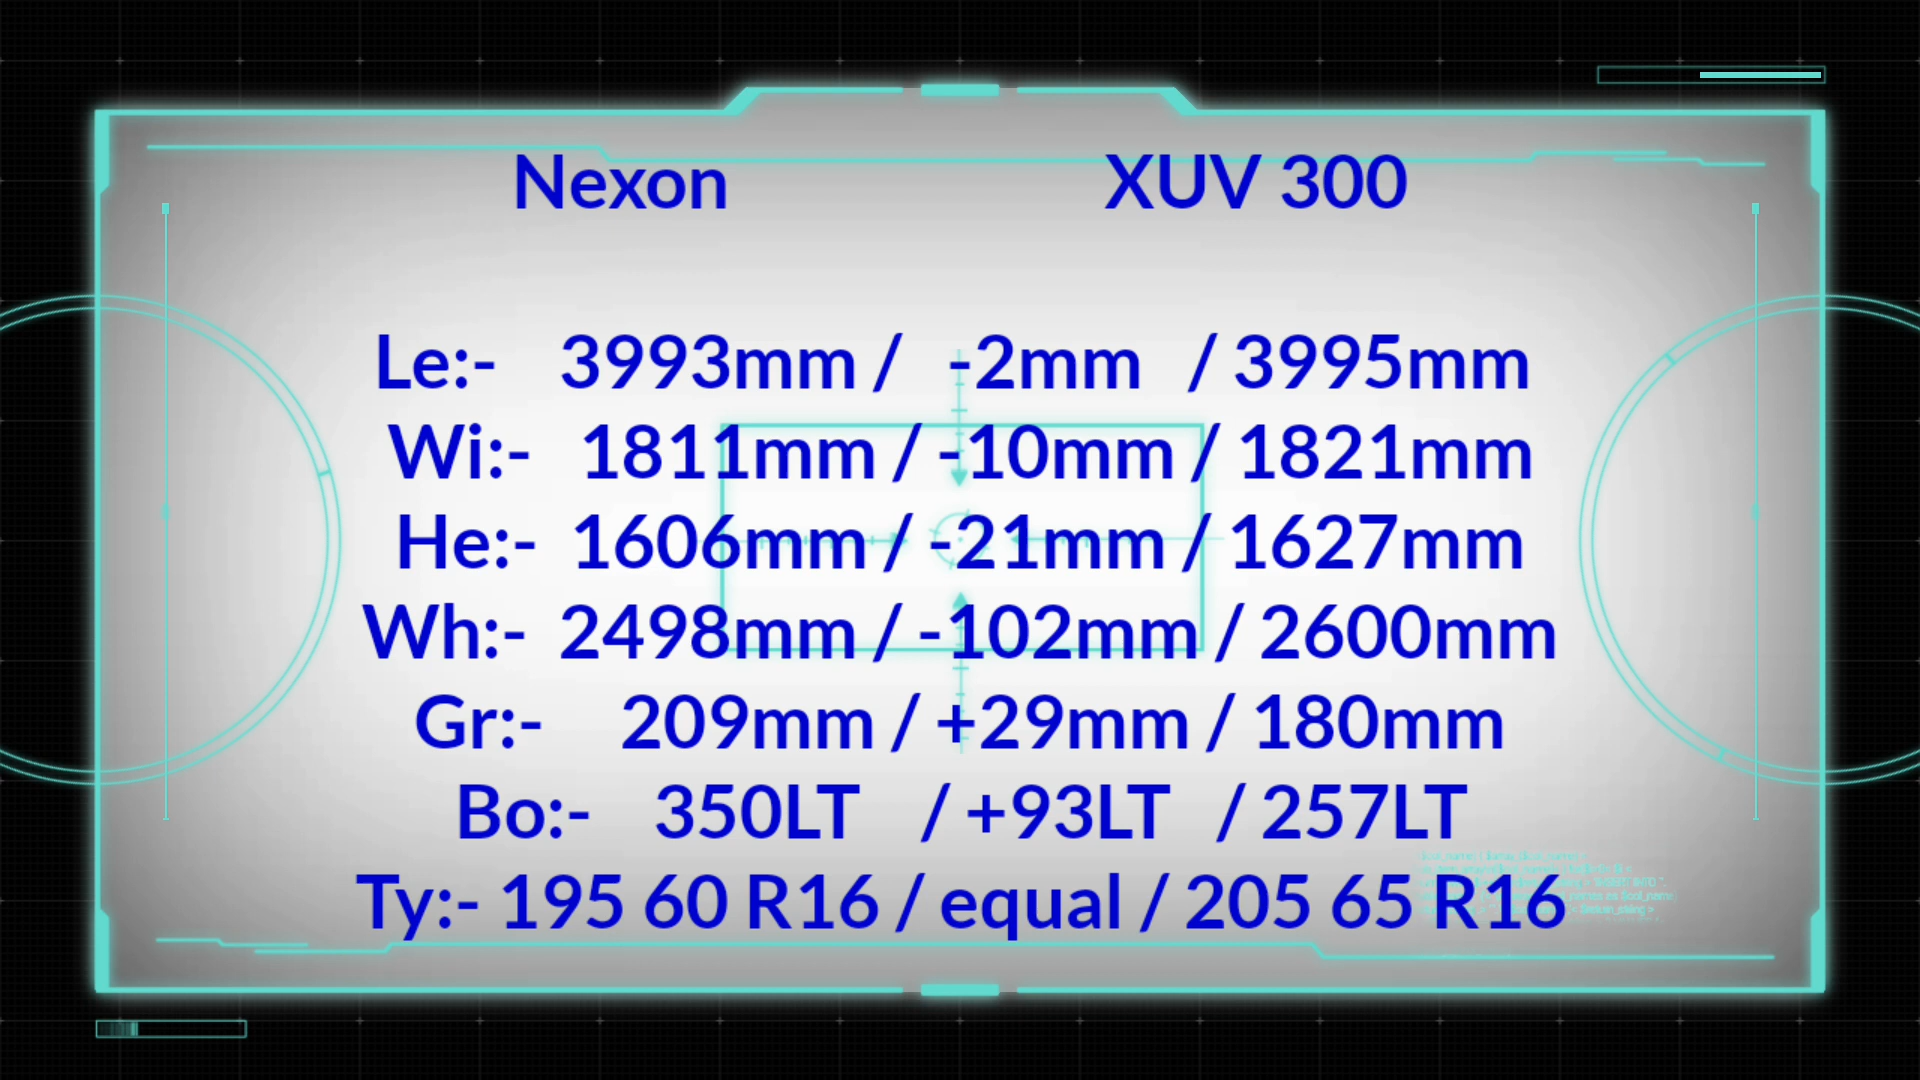 Nexon XUV 300
Le:- 3993mm / -2mm / 3995mm
Wi:- 1811mm / -10mm / 1821mm
He:- 1606mm / -21mm / 1627mm
Wh:- 2498mm / -102mm / 2600mm
Gr:- 209mm / +29mm / 180mm
Bo:- 350LT / +93LT / 257LT
Ty:- 195 60 R16 / equal / 205 65 R16